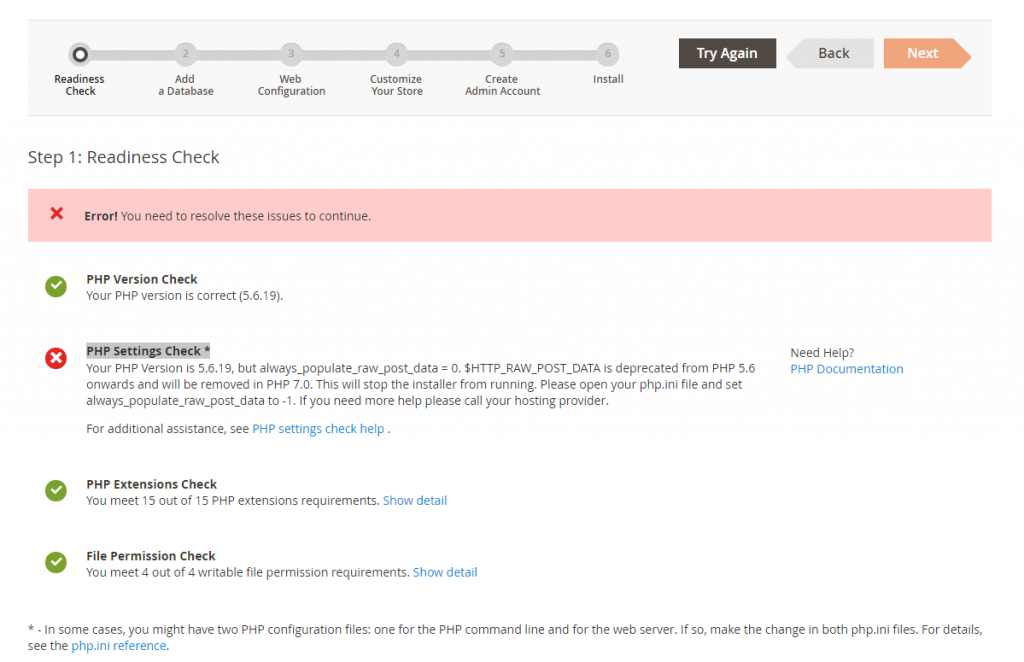 2 3 4 5 6
Try Again Back Next
Readiness Add Web Customize Create Install
Check a Database Configuration Your Store Admin Account
Step 1: Readiness Check
Error! You need to resolve these issues to continue.
PHP Version Check
Your PHP version is correct (5.6.19).
PHP Settings Check *
Your PHP Version is 5.6.19, but always_populate_raw_post_data = 0. $HTTP_RAW_POST_DATA is deprecated from PHP 5.6
onwards and will be removed in PHP 7.0. This will stop the installer from running. Please open your php.ini file and set
always_populate_raw_post_data to -1. If you need more help please call your hosting provider.
For additional assistance, see PHP settings check help .
Need Help?
PHP Documentation
PHP Extensions Check
You meet 15 out of 15 PHP extensions requirements. Show detail
File Permission Check
You meet 4 out of 4 writable file permission requirements. Show detail
* - In some cases, you might have two PHP configuration files: one for the PHP command line and for the web server. If so, make the change in both php.ini files. For details,
see the php.ini reference.